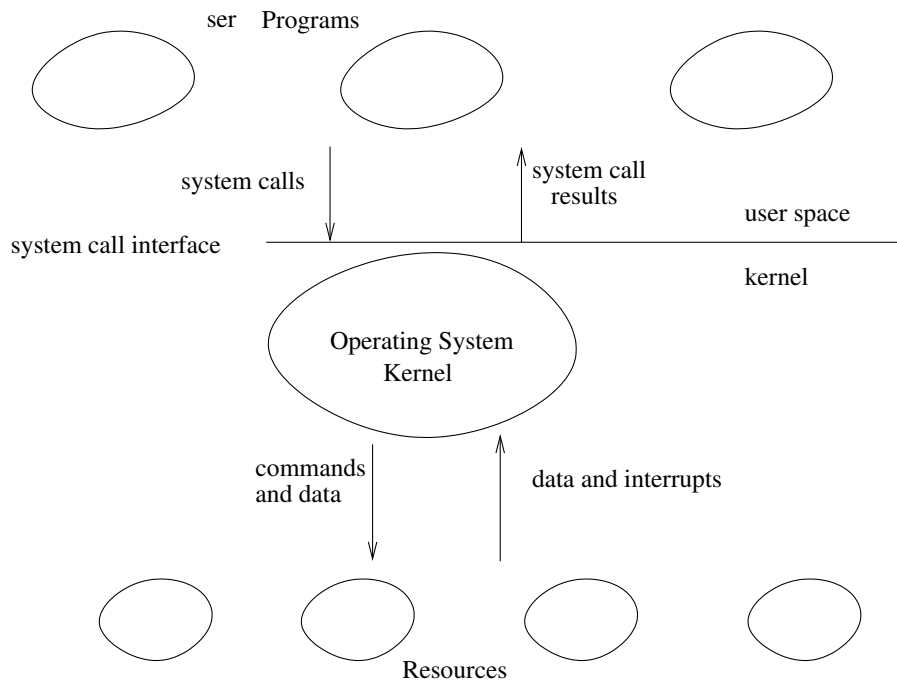 ser Programs
system calls
system call
results
user space
system call interface
kernel
Operating System
Kernel
commands
and data
data and interrupts
Resources